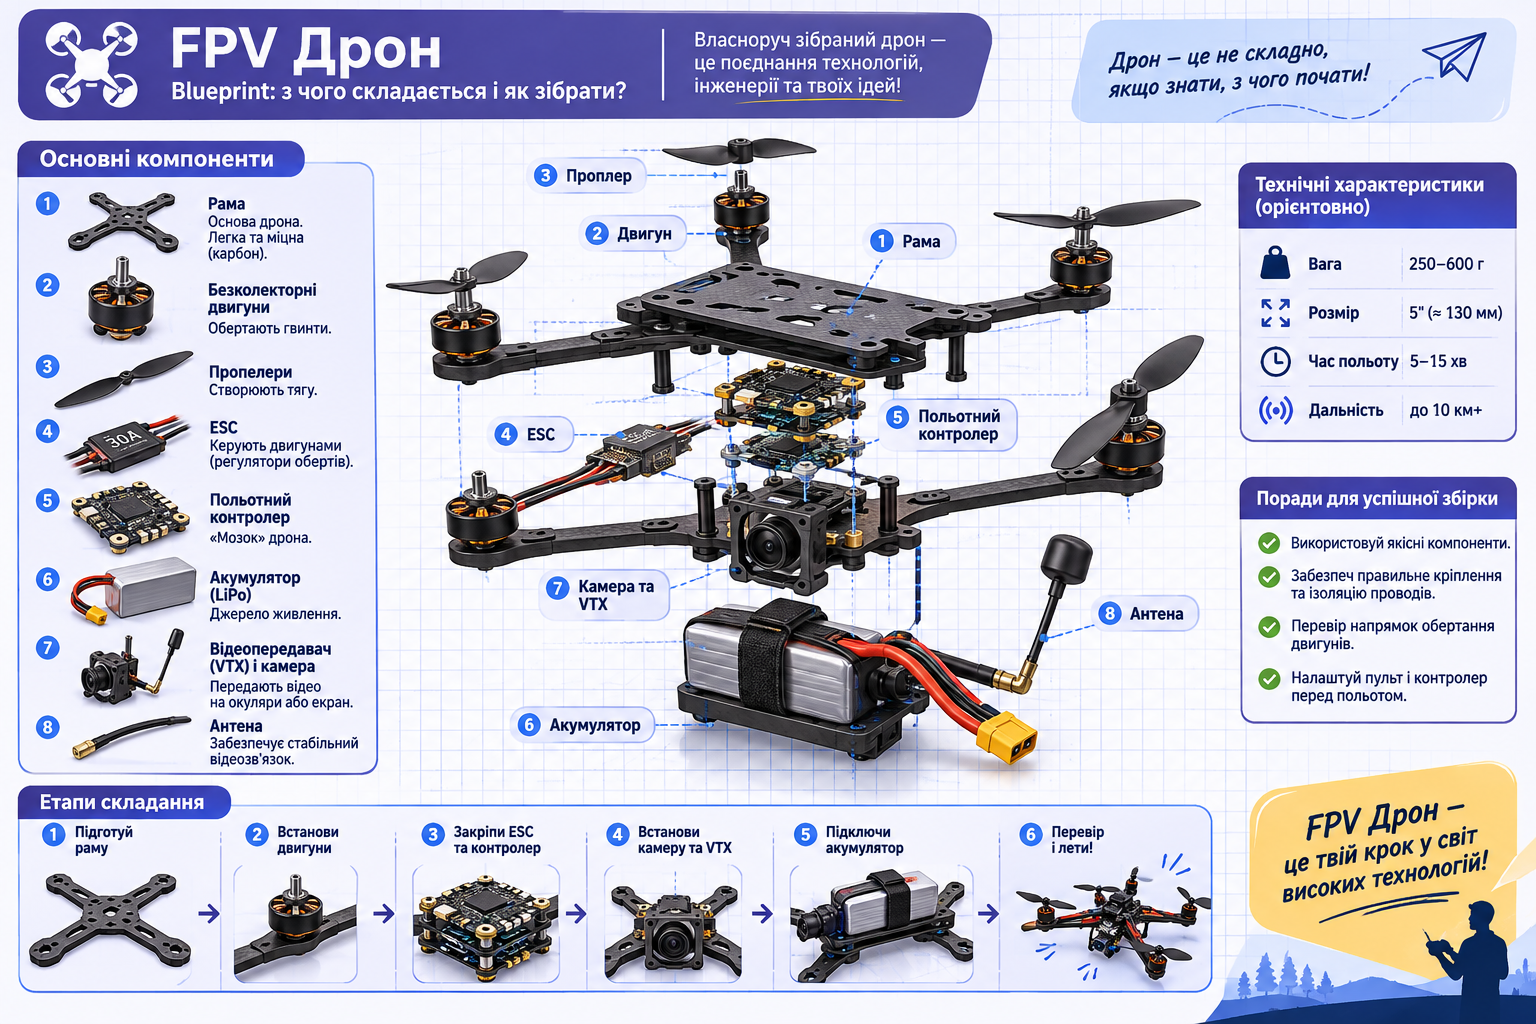 FPV Дрон
Blueprint: з чого складається і як зібрати?
Власноруч зібраний дрон —
це поєднання технологій,
інженерії та твоїх ідей!
Дрон – це не складно,
якщо знати, з чого почати!
Основні компоненти
1
Рама
Основа дрона.
Легка та міцна
(карбон).
2
Безколекторні
двигуни
Обертають гвинти.
3
Пропелери
Створюють тягу.
4
30A
ESC
Керують двигунами
(регулятори обертів).
5
Польотний
контролер
«Мозок» дрона.
6
Акумулятор
(LiPo)
Джерело живлення.
7
Відеопередавач
(VTX) і камера
Передають відео
на окуляри або екран.
8
Антена
Забезпечує стабільний
відеозв'язок.
3 Проплер
2 Двигун
1 Рама
4 ESC
5 Польотний
контролер
7 Камера та
VTX
8 Антена
6 Акумулятор
Технічні характеристики
(орієнтовно)
Вага 250–600 г
Розмір 5" (≈ 130 мм)
Час польоту 5–15 хв
Дальність до 10 км+
Поради для успішної збірки
Використовуй якісні компоненти.
Забезпеч правильне кріплення
та ізоляцію проводів.
Перевір напрямок обертання
двигунів.
Налаштуй пульт і контролер
перед польотом.
Етапи складання
1 Підготуй
раму
2 Встанови
двигуни
3 Закріпи ESC
та контролер
4 Встанови
камеру та VTX
5 Підключи
акумулятор
6 Перевір
і лети!
FPV Дрон –
це твій крок у світ
високих технологій!